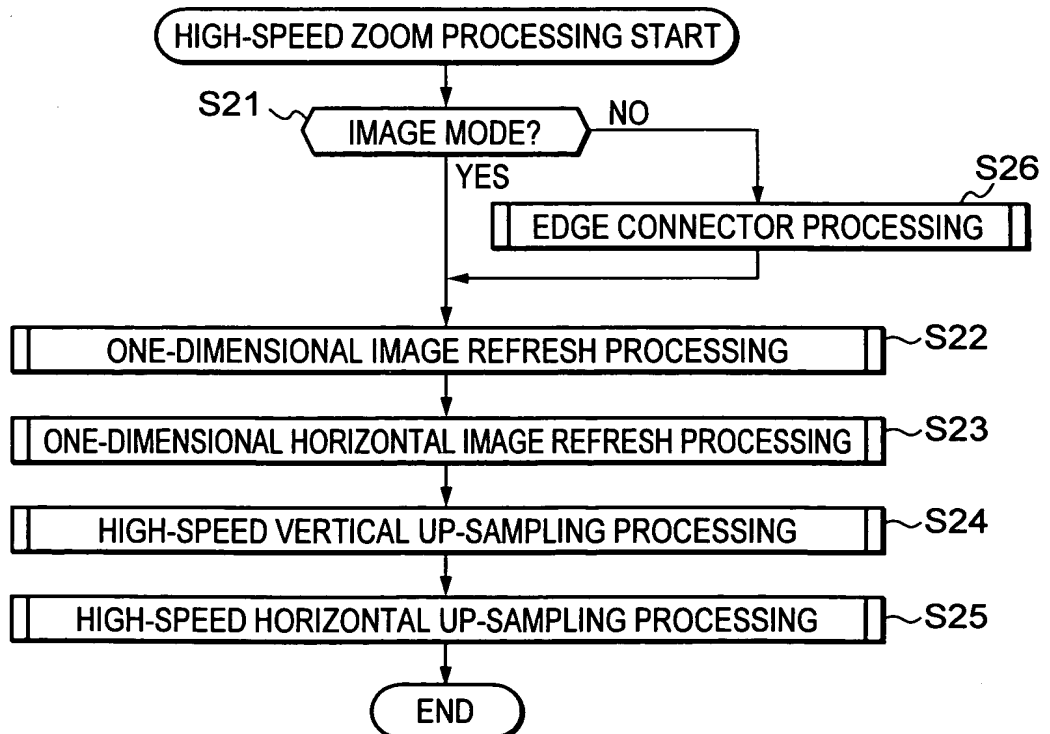 HIGH-SPEED ZOOM PROCESSING START
S21
IMAGE MODE?
NO
YES
S26
EDGE CONNECTOR PROCESSING
ONE-DIMENSIONAL IMAGE REFRESH PROCESSING
S22
ONE-DIMENSIONAL HORIZONTAL IMAGE REFRESH PROCESSING
S23
HIGH-SPEED VERTICAL UP-SAMPLING PROCESSING
S24
HIGH-SPEED HORIZONTAL UP-SAMPLING PROCESSING
S25
END